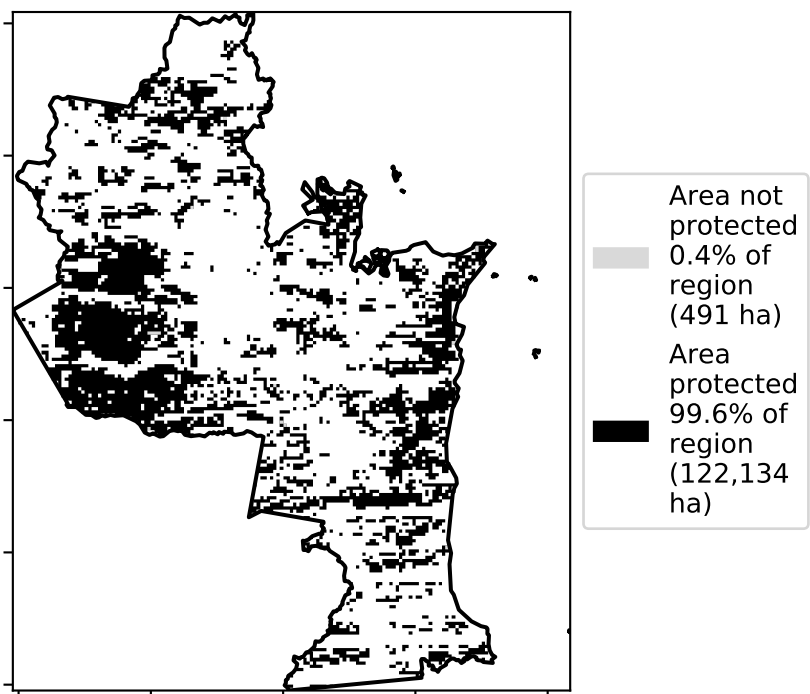 Area not
protected
0.4% of
region
(491 ha)
Area
protected
99.6% of
region
(122,134
ha)